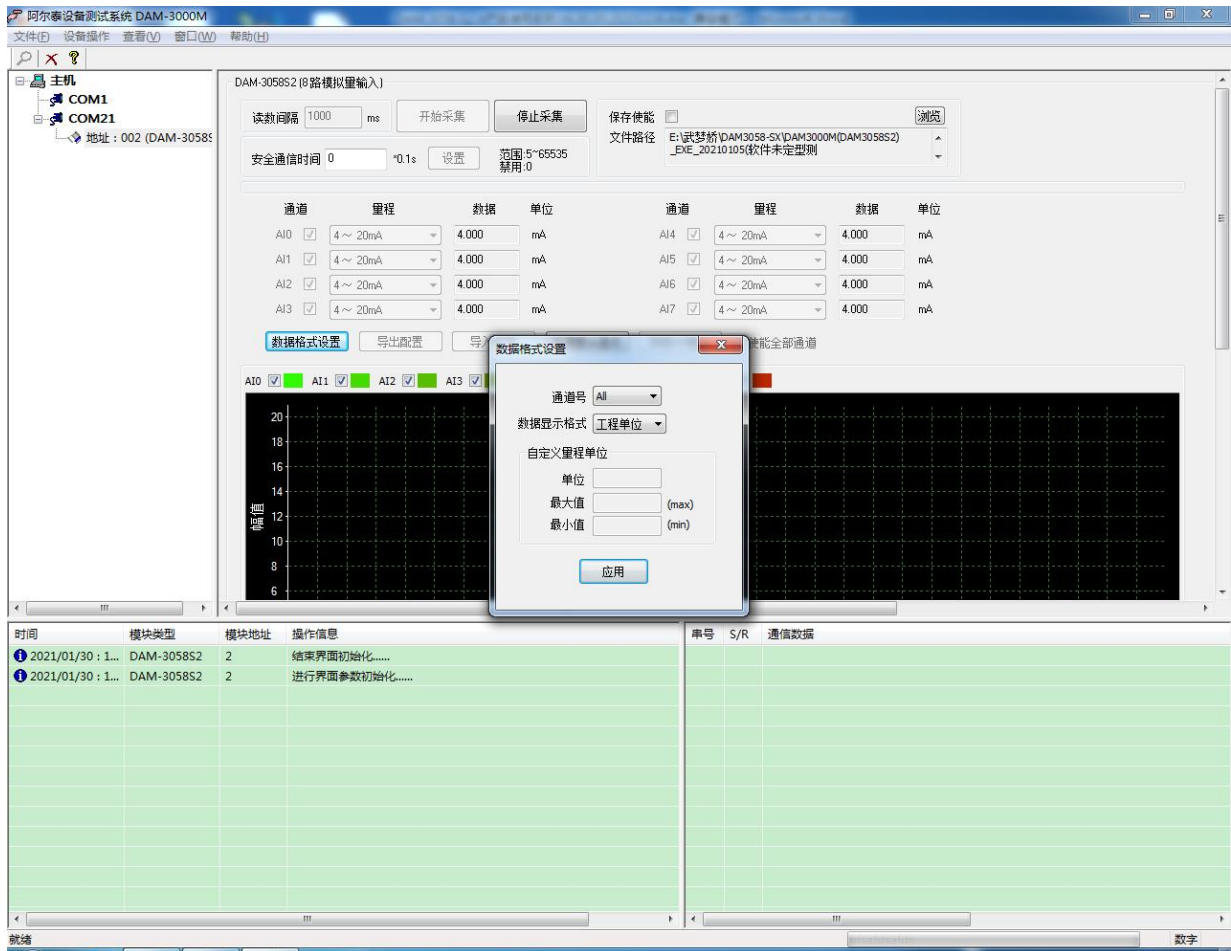 阿尔泰设备测试系统 DAM-3000M
文件(F) 设备操作 查看(V) 窗口(W) 帮助(H)
主机
COM1
COM21
地址：002 (DAM-3058S
DAM-3058S2 (8路模拟量输入)
读数间隔 1000 ms 开始采集 停止采集
安全通信时间 0 *0.1s 设置 范围:5~65535
禁用:0
保存使能 浏览
文件路径 E:\武梦娇\DAM3058-SX\DAM3000M(DAM3058S2)
_EXE_20210105(软件未定型测
通道 量程 数据 单位 通道 量程 数据 单位
AI0 4～ 20mA 4.000 mA AI4 4～ 20mA 4.000 mA
AI1 4～ 20mA 4.000 mA AI5 4～ 20mA 4.000 mA
AI2 4～ 20mA 4.000 mA AI6 4～ 20mA 4.000 mA
AI3 4～ 20mA 4.000 mA AI7 4～ 20mA 4.000 mA
数据格式设置 导出配置 导入 使能全部通道
AI0 AI1 AI2 AI3
幅值
20
18
16
14
12
10
8
6
数据格式设置
通道号 All
数据显示格式 工程单位
自定义量程单位
单位
最大值 (max)
最小值 (min)
应用
时间 模块类型 模块地址 操作信息
2021/01/30 : 1... DAM-3058S2 2 结束界面初始化......
2021/01/30 : 1... DAM-3058S2 2 进行界面参数初始化......
串号 S/R 通信数据
就绪 数字